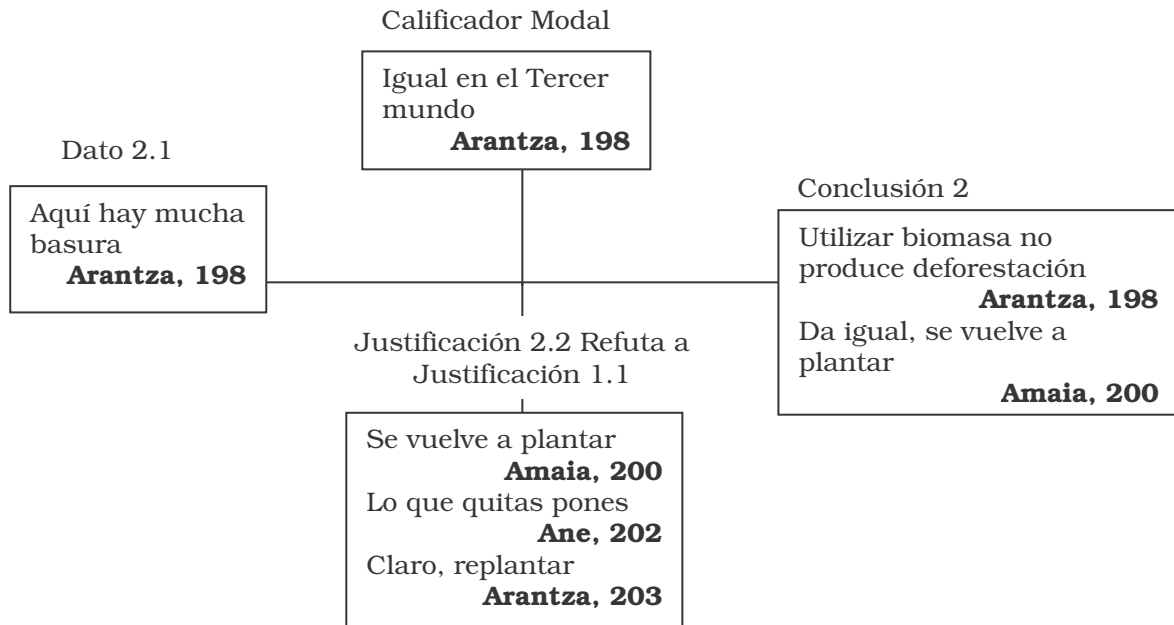 Calificador Modal
Igual en el Tercer
mundo
Arantza, 198
Dato 2.1
Aquí hay mucha
basura
Arantza, 198
Conclusión 2
Utilizar biomasa no
produce deforestación
Arantza, 198
Da igual, se vuelve a
plantar
Amaia, 200
Justificación 2.2 Refuta a
Justificación 1.1
Se vuelve a plantar
Amaia, 200
Lo que quitas pones
Ane, 202
Claro, replantar
Arantza, 203